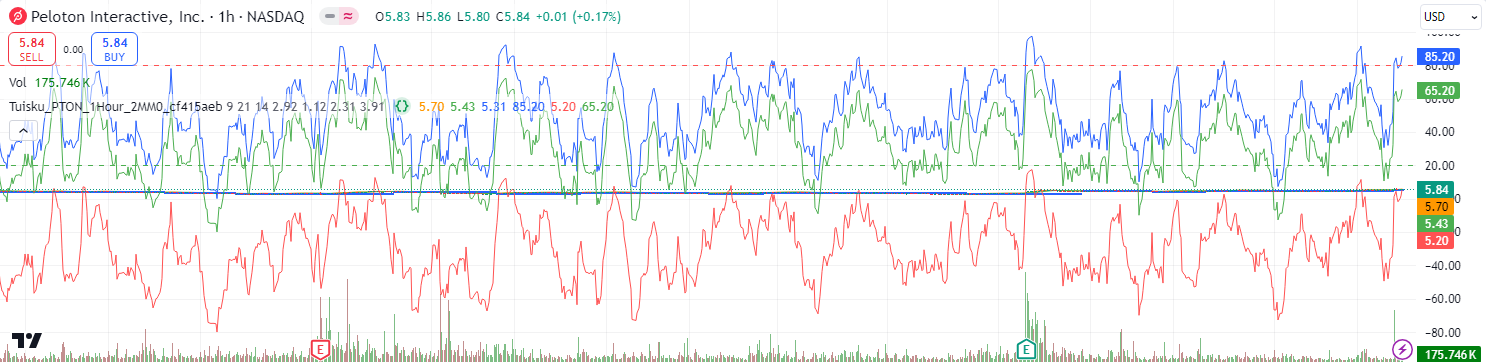 Peloton Interactive, Inc. · 1h · NASDAQ O5.83 H5.86 L5.80 C5.84 +0.01 (+0.17%)
USD
5.84 SELL
0.00
5.84 BUY
Vol 175.746 K
Tuisku_PTON_1Hour_2MM0_cf415aeb 9 21 14 2.92 1.12 2.31 3.91 {} 5.70 5.43 5.31 85.20 5.20 65.20
85.20
80.00
65.20
60.00
40.00
20.00
5.84
5.70
5.43
5.20
−40.00
−60.00
−80.00
175.746 K
E
E